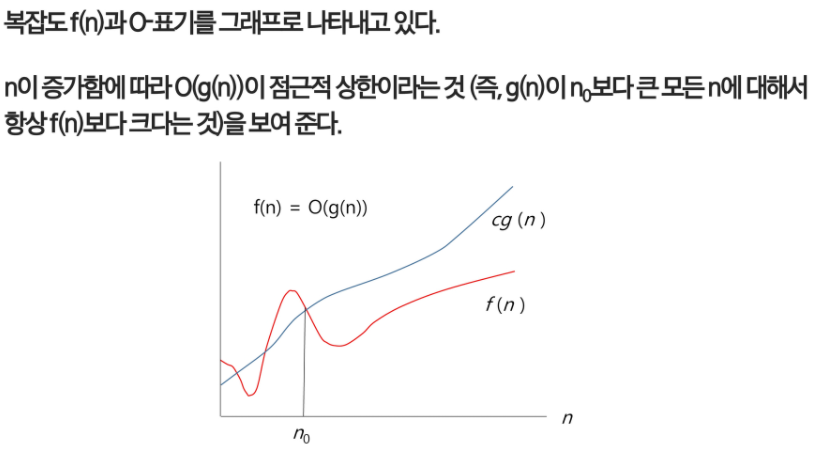 복잡도 f(n)과 O-표기를 그래프로 나타내고 있다.
n이 증가함에 따라 O(g(n))이 점근적 상한이라는 것 (즉, g(n)이 n₀보다 큰 모든 n에 대해서
항상 f(n)보다 크다는 것)을 보여 준다.
f(n) = O(g(n))
cg (n )
f (n )
n
n₀